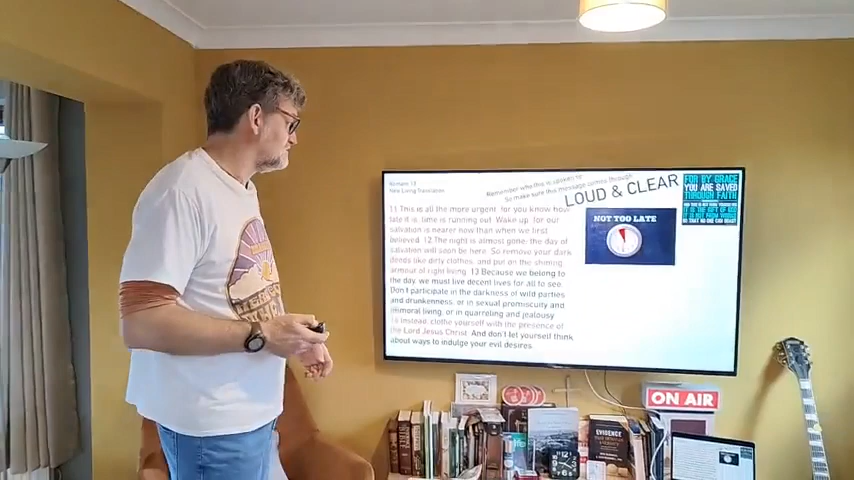 Romans 13
New Living Translation
Remember who this is spoken to
So make sure this message comes through
LOUD & CLEAR
11 This is all the more urgent, for you know how
late it is; time is running out. Wake up, for our
salvation is nearer now than when we first
believed. 12 The night is almost gone; the day of
salvation will soon be here. So remove your dark
deeds like dirty clothes, and put on the shining
armour of right living. 13 Because we belong to
the day, we must live decent lives for all to see.
Don't participate in the darkness of wild parties
and drunkenness, or in sexual promiscuity and
immoral living, or in quarreling and jealousy.
14 Instead, clothe yourself with the presence of
the Lord Jesus Christ. And don't let yourself think
about ways to indulge your evil desires.
NOT TOO LATE
FOR BY GRACE
YOU ARE SAVED
THROUGH FAITH
IT IS THE GIFT OF GOD
ON AIR
EVIDENCE